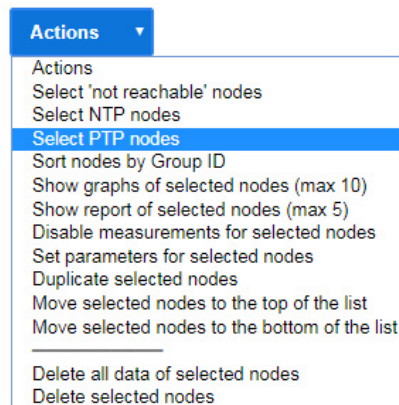 Actions ▼
Actions
Select 'not reachable' nodes
Select NTP nodes
Select PTP nodes
Sort nodes by Group ID
Show graphs of selected nodes (max 10)
Show report of selected nodes (max 5)
Disable measurements for selected nodes
Set parameters for selected nodes
Duplicate selected nodes
Move selected nodes to the top of the list
Move selected nodes to the bottom of the list
Delete all data of selected nodes
Delete selected nodes